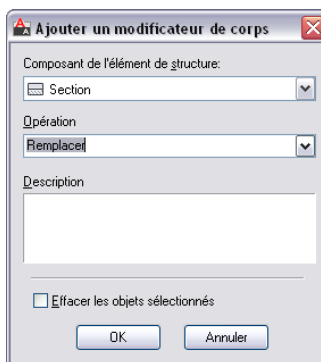 Ajouter un modificateur de corps
Composant de l'élément de structure:
Section
Opération
Remplacer
Description
Effacer les objets sélectionnés
OK
Annuler